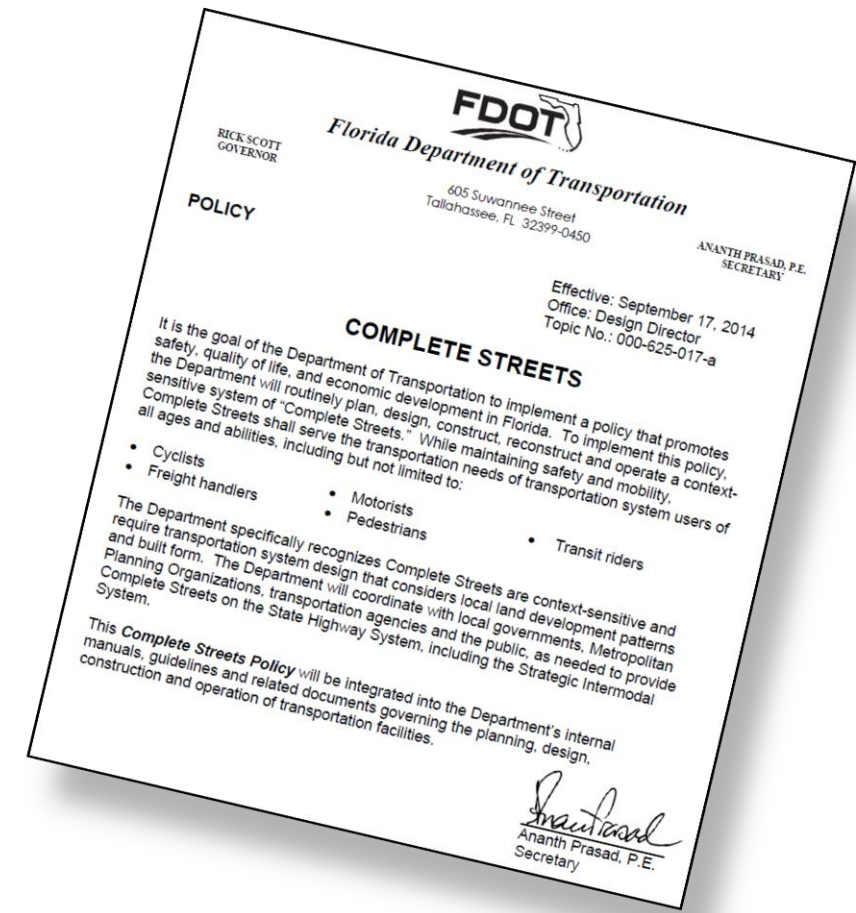 FDOT
Florida Department of Transportation
RICK SCOTT
GOVERNOR
605 Suwannee Street
Tallahassee, FL 32399-0450
ANANTH PRASAD, P.E.
SECRETARY
POLICY
Effective: September 17, 2014
Office: Design Director
Topic No.: 000-625-017-a
COMPLETE STREETS
It is the goal of the Department of Transportation to implement a policy that promotes
safety, quality of life, and economic development in Florida. To implement this policy,
the Department will routinely plan, design, construct, reconstruct and operate a context-
sensitive system of “Complete Streets.” While maintaining safety and mobility,
Complete Streets shall serve the transportation needs of transportation system users of
all ages and abilities, including but not limited to:
• Cyclists
• Freight handlers
• Motorists
• Pedestrians
• Transit riders
The Department specifically recognizes Complete Streets are context-sensitive and
require transportation system design that considers local land development patterns
and built form. The Department will coordinate with local governments, Metropolitan
Planning Organizations, transportation agencies and the public, as needed to provide
Complete Streets on the State Highway System, including the Strategic Intermodal
System.
This Complete Streets Policy will be integrated into the Department's internal
manuals, guidelines and related documents governing the planning, design,
construction and operation of transportation facilities.
Ananth Prasad
Ananth Prasad, P.E.
Secretary